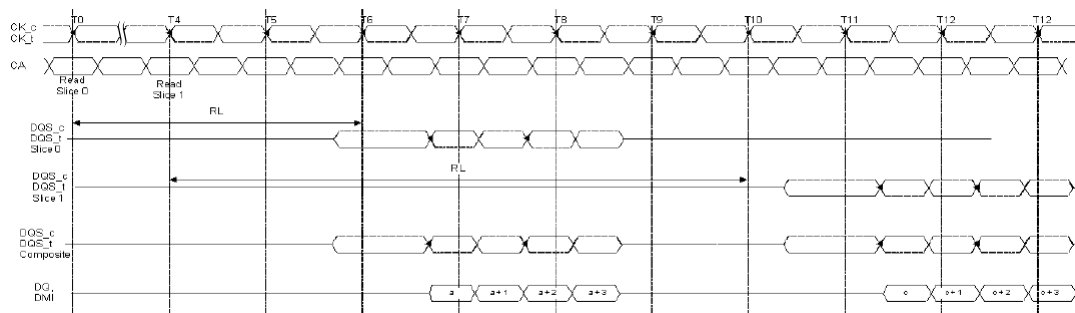 T0 T4 T5 T6 T7 T8 T9 T10 T11 T12 T12
CK_c
CK_t
CA
Read
Slice 0
Read
Slice 1
RL
DQS_c
DQS_t
Slice 0
RL
DQS_c
DQS_t
Slice 1
DQS_c
DQS_t
Composite
DQ,
DMI
a a+1 a+2 a+3 c c+1 c+2 c+3